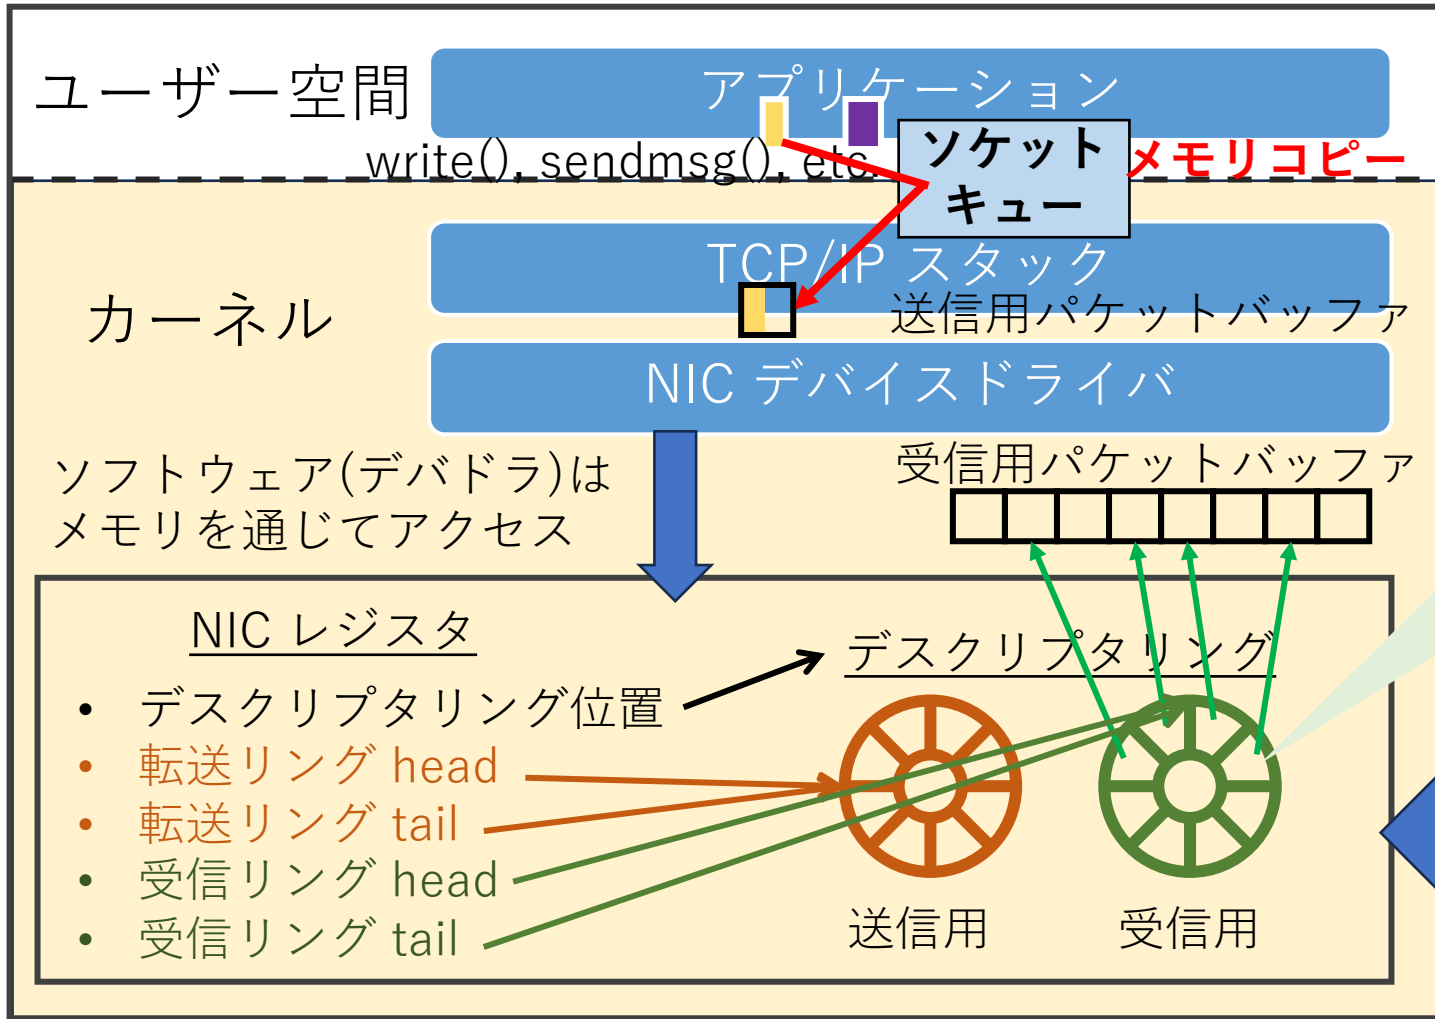 ユーザー空間
アプリケーション
write(), sendmsg(), etc.
ソケット
キュー
メモリコピー
カーネル
TCP/IP スタック
送信用パケットバッファ
NIC デバイスドライバ
ソフトウェア(デバドラ)は
メモリを通じてアクセス
受信用パケットバッファ
NIC レジスタ
• デスクリプタリング位置
• 転送リング head
• 転送リング tail
• 受信リング head
• 受信リング tail
デスクリプタリング
送信用
受信用